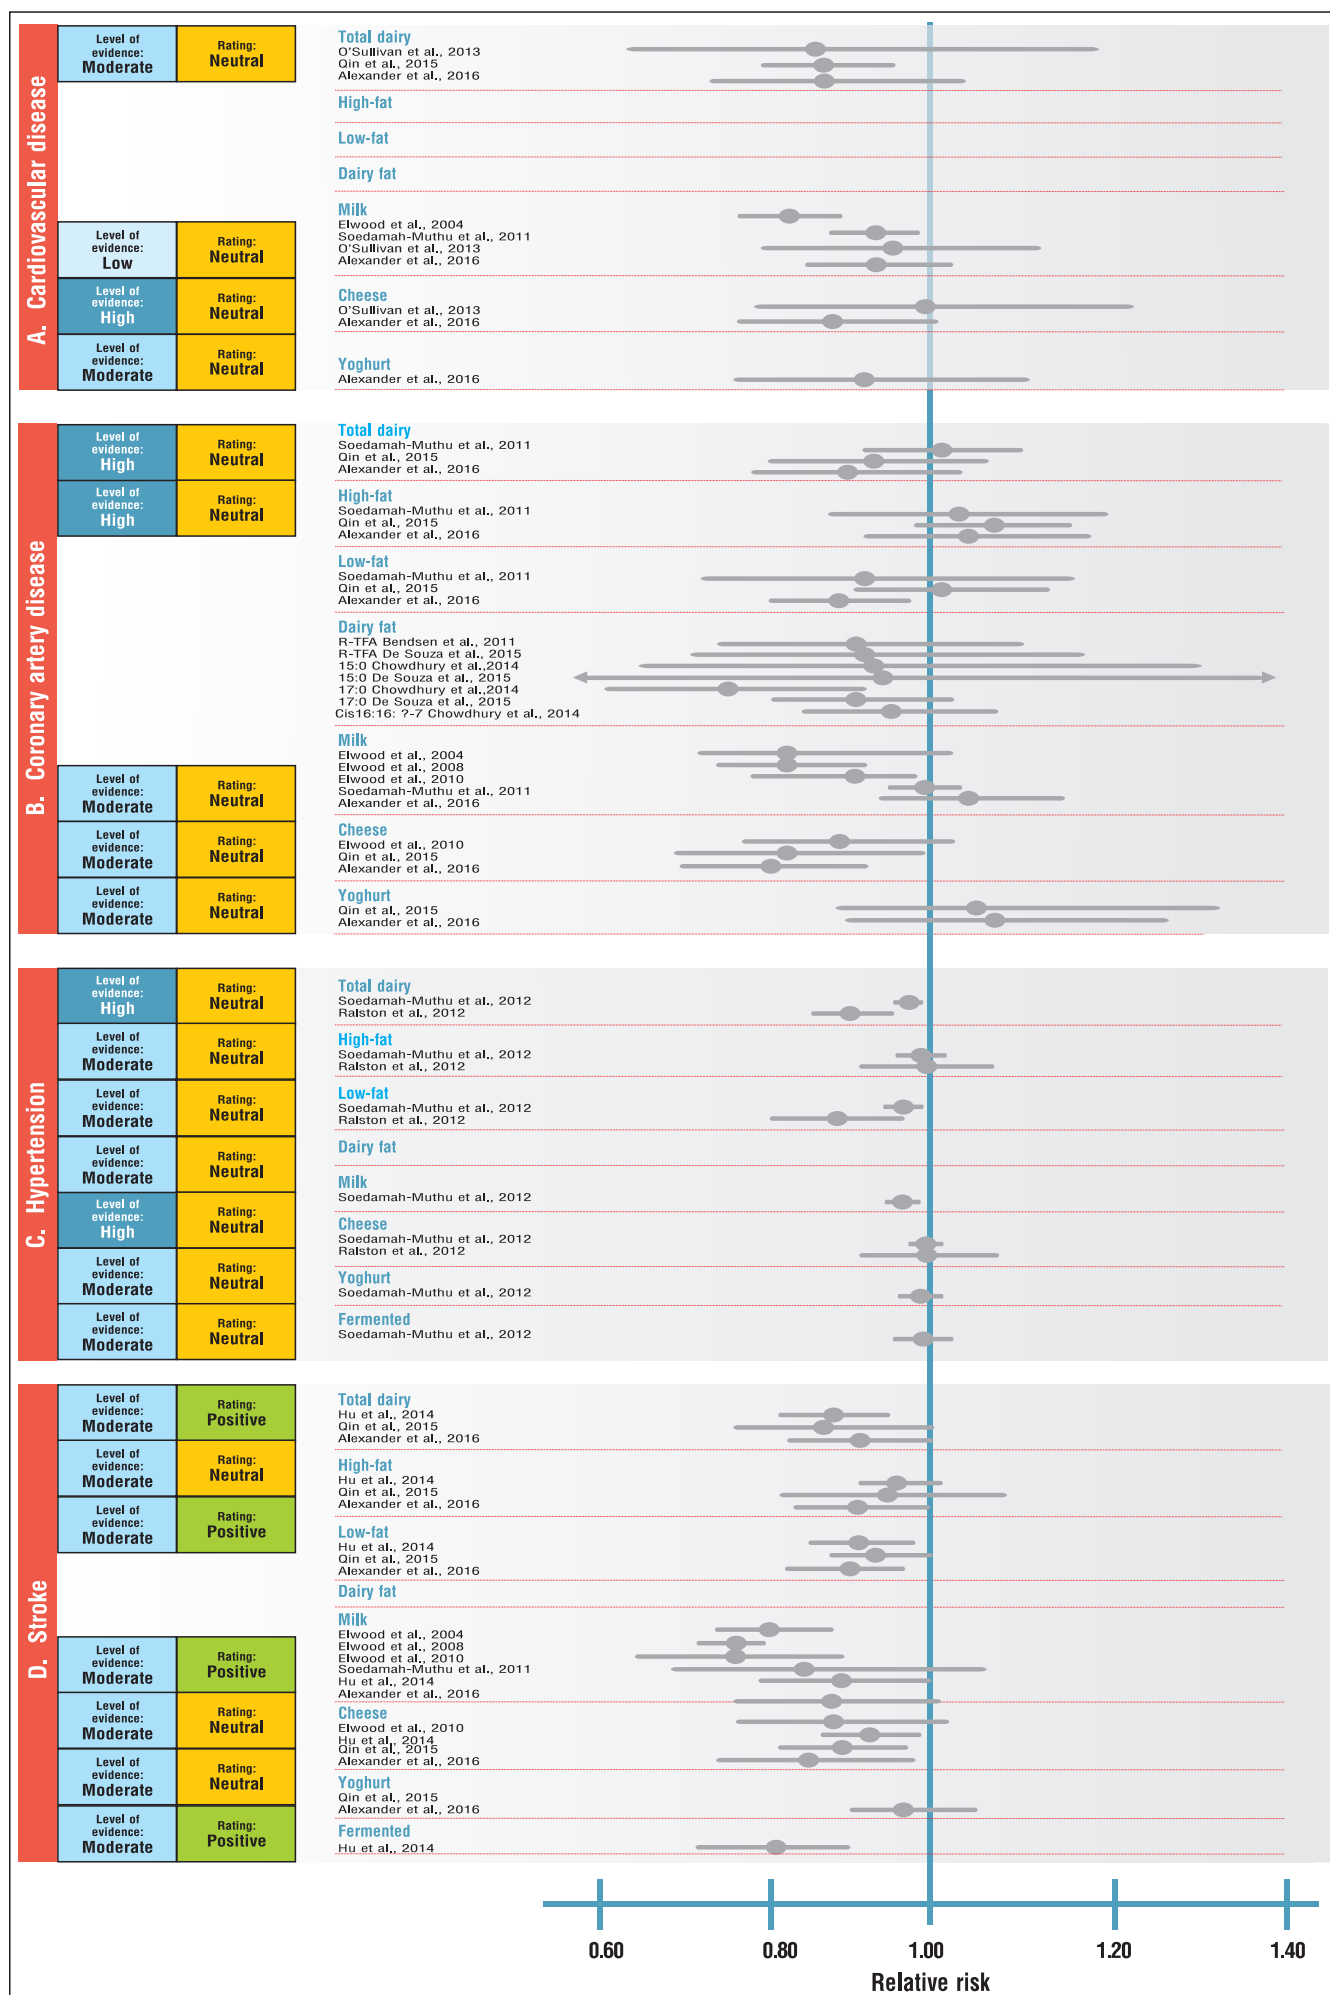 A. Cardiovascular disease
Level of
evidence:
Moderate
Rating:
Neutral
Total dairy
O'Sullivan et al., 2013
Qin et al., 2015
Alexander et al., 2016
High-fat
Low-fat
Dairy fat
Level of
evidence:
Low
Rating:
Neutral
Milk
Elwood et al., 2004
Soedamah-Muthu et al., 2011
O'Sullivan et al., 2013
Alexander et al., 2016
Level of
evidence:
High
Rating:
Neutral
Cheese
O'Sullivan et al., 2013
Alexander et al., 2016
Level of
evidence:
Moderate
Rating:
Neutral
Yoghurt
Alexander et al., 2016
B. Coronary artery disease
Level of
evidence:
High
Rating:
Neutral
Total dairy
Soedamah-Muthu et al., 2011
Qin et al., 2015
Alexander et al., 2016
Level of
evidence:
High
Rating:
Neutral
High-fat
Soedamah-Muthu et al., 2011
Qin et al., 2015
Alexander et al., 2016
Low-fat
Soedamah-Muthu et al., 2011
Qin et al., 2015
Alexander et al., 2016
Dairy fat
R-TFA Bendsen et al., 2011
R-TFA De Souza et al., 2015
15:0 Chowdhury et al.,2014
15:0 De Souza et al., 2015
17:0 Chowdhury et al.,2014
17:0 De Souza et al., 2015
Cis16:16: ?-7 Chowdhury et al., 2014
Level of
evidence:
Moderate
Rating:
Neutral
Milk
Elwood et al., 2004
Elwood et al., 2008
Elwood et al., 2010
Soedamah-Muthu et al., 2011
Alexander et al., 2016
Level of
evidence:
Moderate
Rating:
Neutral
Cheese
Elwood et al., 2010
Qin et al., 2015
Alexander et al., 2016
Level of
evidence:
Moderate
Rating:
Neutral
Yoghurt
Qin et al., 2015
Alexander et al., 2016
C. Hypertension
Level of
evidence:
High
Rating:
Neutral
Total dairy
Soedamah-Muthu et al., 2012
Ralston et al., 2012
Level of
evidence:
Moderate
Rating:
Neutral
High-fat
Soedamah-Muthu et al., 2012
Ralston et al., 2012
Level of
evidence:
Moderate
Rating:
Neutral
Low-fat
Soedamah-Muthu et al., 2012
Ralston et al., 2012
Level of
evidence:
Moderate
Rating:
Neutral
Dairy fat
Level of
evidence:
High
Rating:
Neutral
Milk
Soedamah-Muthu et al., 2012
Level of
evidence:
Moderate
Rating:
Neutral
Cheese
Soedamah-Muthu et al., 2012
Ralston et al., 2012
Level of
evidence:
Moderate
Rating:
Neutral
Yoghurt
Soedamah-Muthu et al., 2012
Fermented
Soedamah-Muthu et al., 2012
D. Stroke
Level of
evidence:
Moderate
Rating:
Positive
Total dairy
Hu et al., 2014
Qin et al., 2015
Alexander et al., 2016
Level of
evidence:
Moderate
Rating:
Neutral
High-fat
Hu et al., 2014
Qin et al., 2015
Alexander et al., 2016
Level of
evidence:
Moderate
Rating:
Positive
Low-fat
Hu et al., 2014
Qin et al., 2015
Alexander et al., 2016
Dairy fat
Level of
evidence:
Moderate
Rating:
Positive
Milk
Elwood et al., 2004
Elwood et al., 2008
Elwood et al., 2010
Soedamah-Muthu et al., 2011
Hu et al., 2014
Alexander et al., 2016
Level of
evidence:
Moderate
Rating:
Neutral
Cheese
Elwood et al., 2010
Hu et al., 2014
Qin et al., 2015
Alexander et al., 2016
Level of
evidence:
Moderate
Rating:
Neutral
Yoghurt
Qin et al., 2015
Alexander et al., 2016
Level of
evidence:
Moderate
Rating:
Positive
Fermented
Hu et al., 2014
0.60 0.80 1.00 1.20 1.40
Relative risk